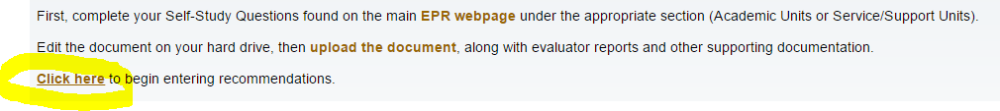 First, complete your Self-Study Questions found on the main EPR webpage under the appropriate section (Academic Units or Service/Support Units).
Edit the document on your hard drive, then upload the document, along with evaluator reports and other supporting documentation.
Click here to begin entering recommendations.